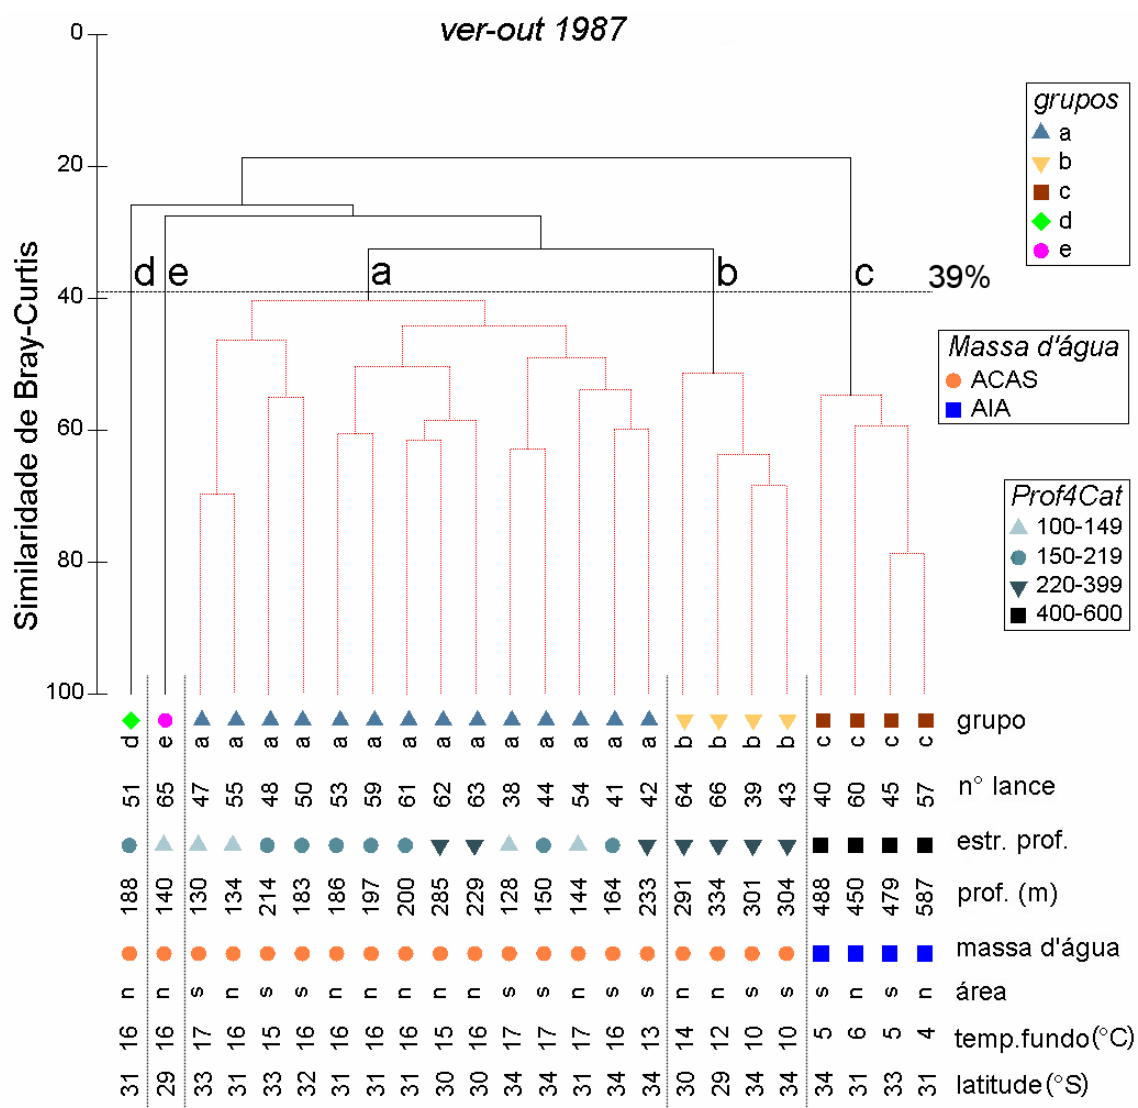 ver-out 1987
0
20
40
60
80
100
Similaridade de Bray-Curtis
d e a b c 39%
grupos
a
b
c
d
e
Massa d'água
ACAS
AIA
Prof4Cat
100-149
150-219
220-399
400-600
d e a a a a a a a a a a a a a a b b b b c c c c grupo
51 65 47 55 48 50 53 59 61 62 63 38 44 54 41 42 64 66 39 43 40 60 45 57 n° lance
estr. prof.
188 140 130 134 214 183 186 197 200 285 229 128 150 144 164 233 291 334 301 304 488 450 479 587 prof. (m)
massa d'água
n n s n s s n n n n n s s n s s n n s s s n s n área
16 16 17 16 15 16 16 16 16 15 16 17 17 17 16 13 14 12 10 10 5 6 5 4 temp.fundo(°C)
31 29 33 31 33 32 31 31 31 30 30 34 34 31 34 34 30 29 34 34 34 31 33 31 latitude(°S)